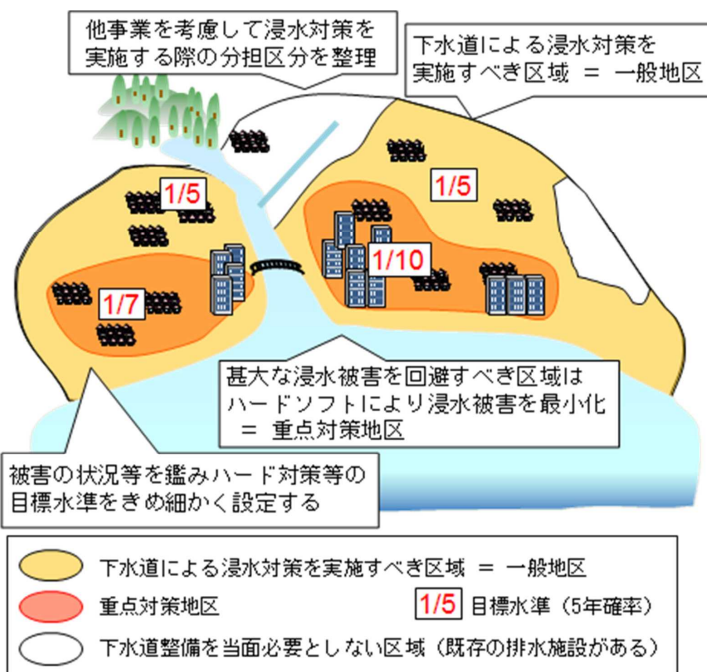 他事業を考慮して浸水対策を
実施する際の分担区分を整理
下水道による浸水対策を
実施すべき区域 = 一般地区
1/5
1/5
1/10
1/7
甚大な浸水被害を回避すべき区域は
ハードソフトにより浸水被害を最小化
= 重点対策地区
被害の状況等を鑑みハード対策等の
目標水準をきめ細かく設定する
下水道による浸水対策を実施すべき区域 = 一般地区
重点対策地区
1/5 目標水準（5年確率）
下水道整備を当面必要としない区域（既存の排水施設がある）